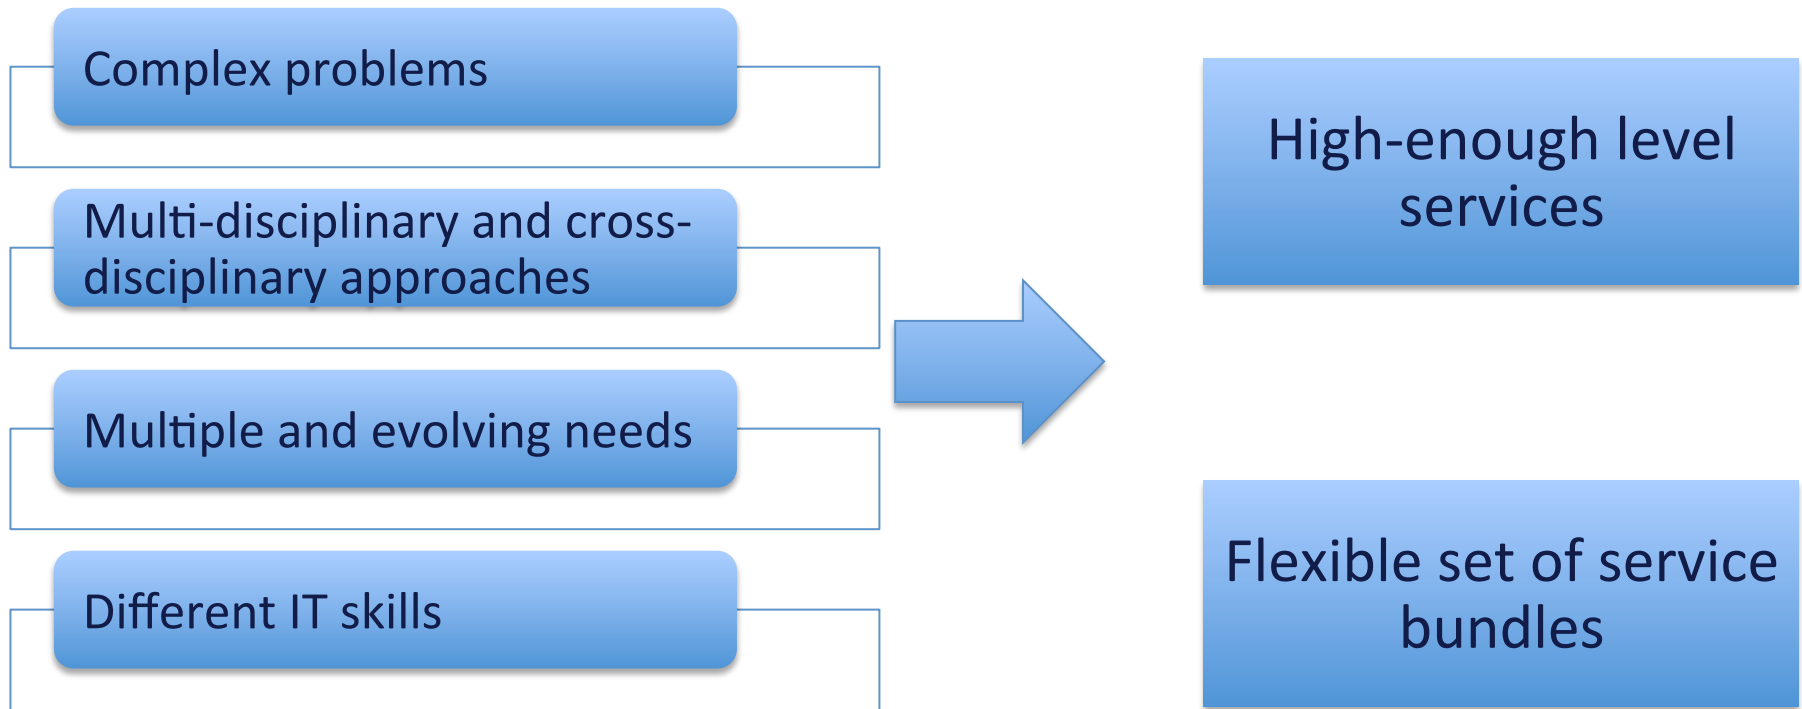 Complex problems
Multi-disciplinary and cross-
disciplinary approaches
Multiple and evolving needs
Different IT skills
High-enough level
services
Flexible set of service
bundles